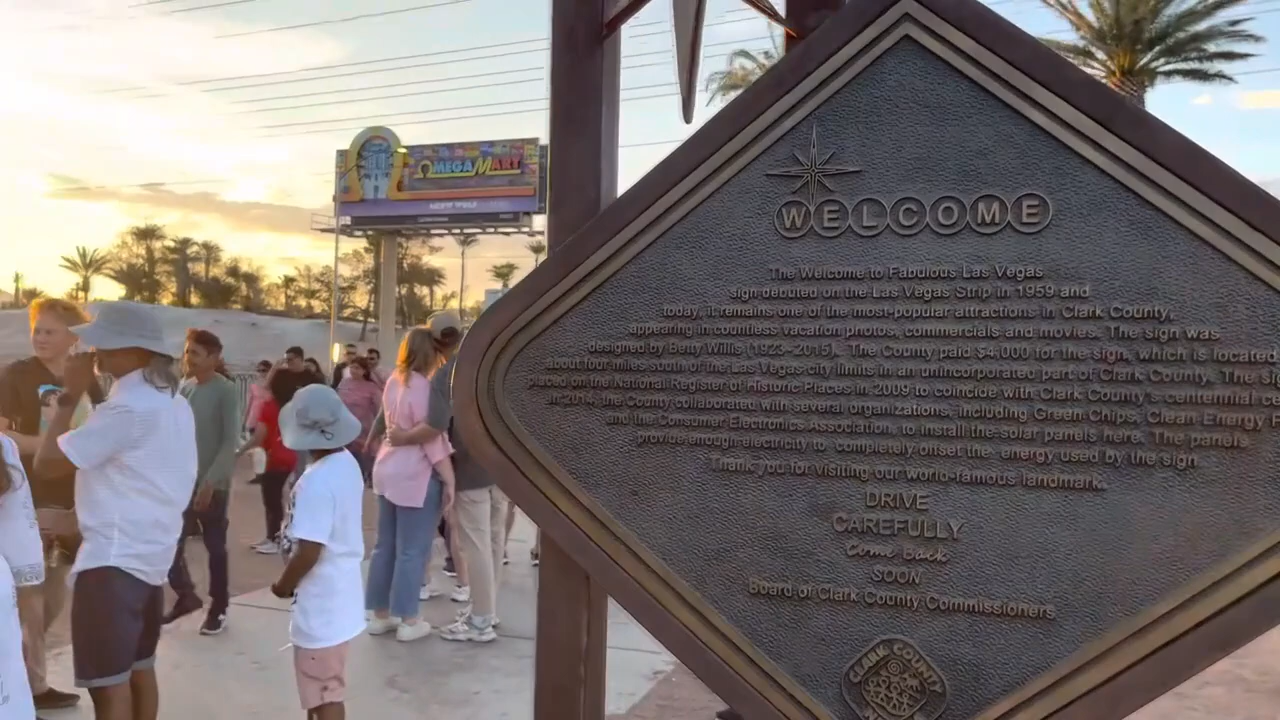 OMEGA MART
WELCOME
The Welcome to Fabulous Las Vegas
sign debuted on the Las Vegas Strip in 1959 and
today, it remains one of the most popular attractions in Clark County,
appearing in countless vacation photos, commercials and movies. The sign was
designed by Betty Willis (1923-2015). The County paid $4,000 for the sign, which is located
about four miles south of the Las Vegas city limits in an unincorporated part of Clark County. The
placed on the National Register of Historic Places in 2009 to coincide with Clark County's centennial
in 2014, the County collaborated with several organizations, including Green Chips, Clean Energy
and the Consumer Electronics Association to install the solar panels here. The panels
provide enough electricity to completely offset the energy used by the sign.
Thank you for visiting our world-famous landmark.
DRIVE
CAREFULLY
Come Back
SOON
Board of Clark County Commissioners
CLARK COUNTY